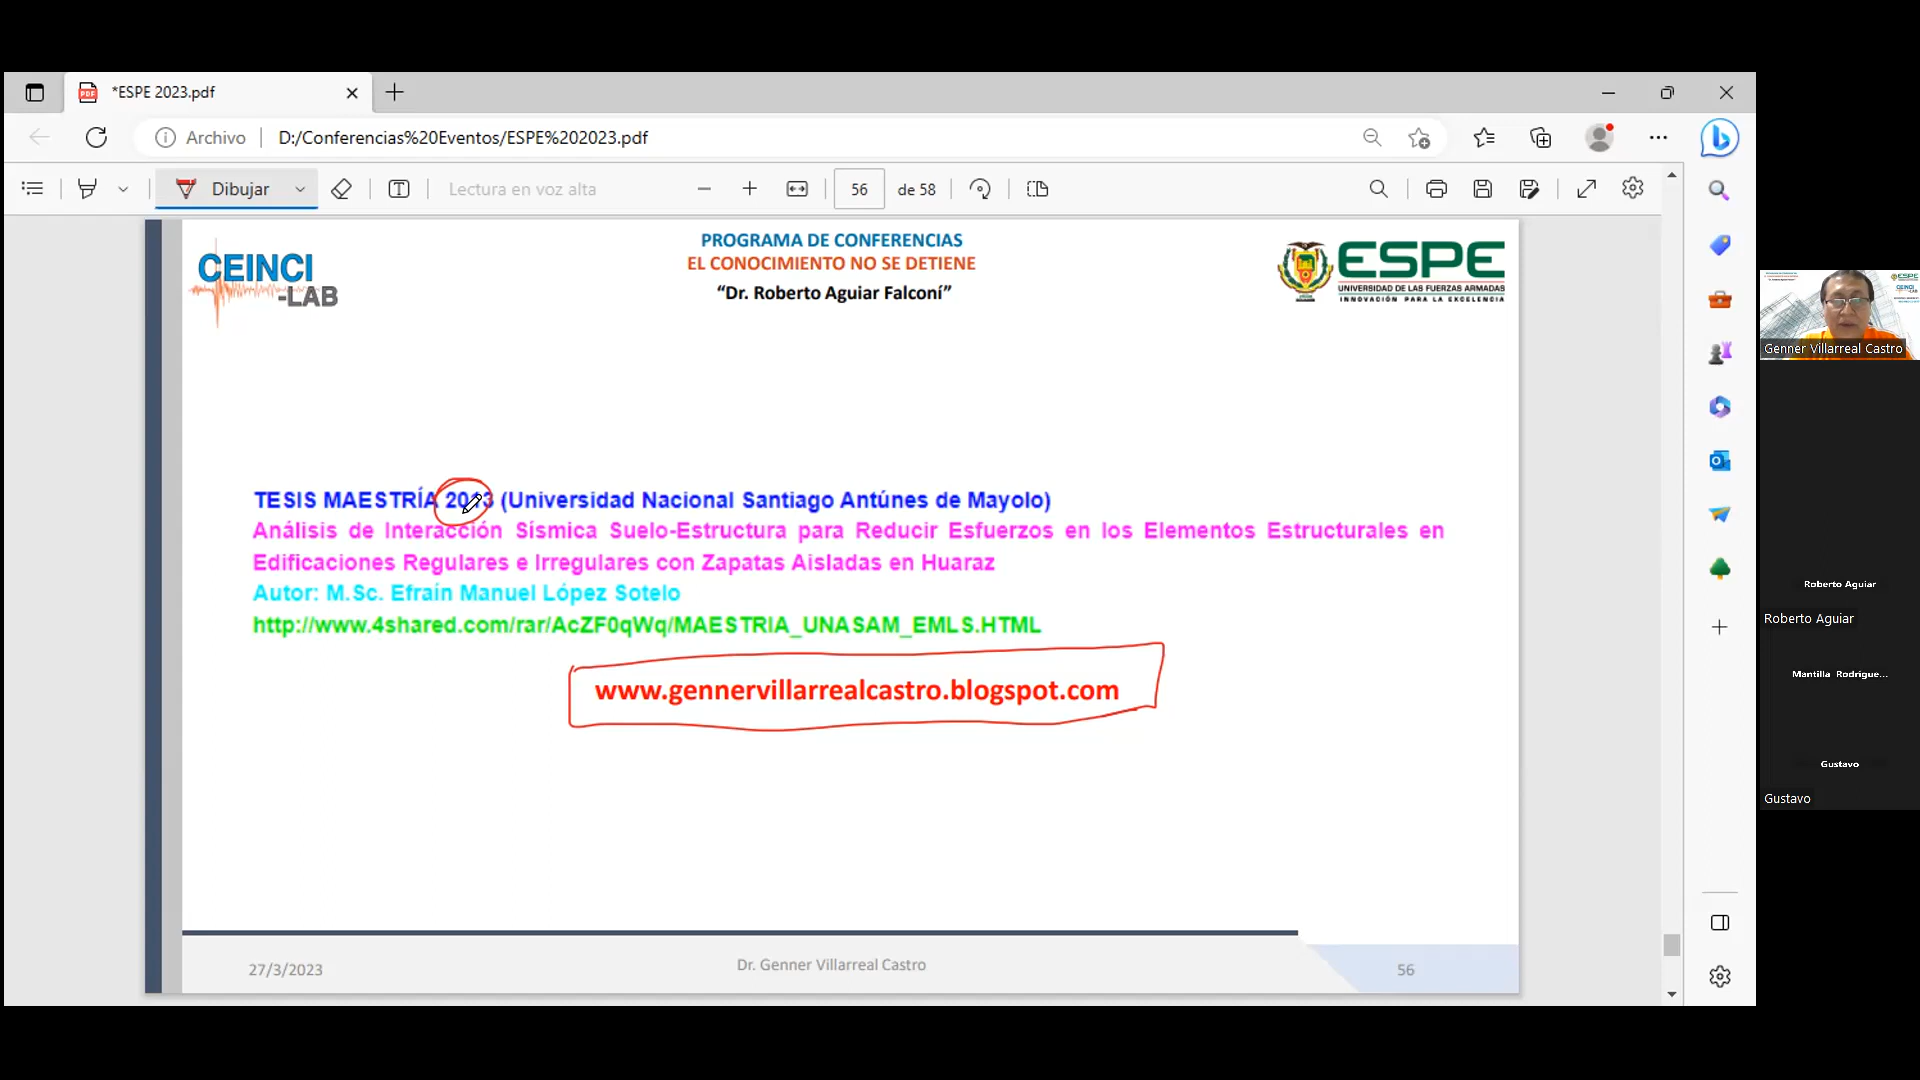 *ESPE 2023.pdf
Archivo
D:/Conferencias%20Eventos/ESPE%202023.pdf
Dibujar
Lectura en voz alta
56
de 58
CEINCI
-LAB
PROGRAMA DE CONFERENCIAS
EL CONOCIMIENTO NO SE DETIENE
“Dr. Roberto Aguiar Falconí”
ESPE
UNIVERSIDAD DE LAS FUERZAS ARMADAS
INNOVACIÓN PARA LA EXCELENCIA
TESIS MAESTRÍA 2013 (Universidad Nacional Santiago Antúnes de Mayolo)
Análisis de Interacción Sísmica Suelo-Estructura para Reducir Esfuerzos en los Elementos Estructurales en
Edificaciones Regulares e Irregulares con Zapatas Aisladas en Huaraz
Autor: M.Sc. Efraín Manuel López Sotelo
http://www.4shared.com/rar/AcZF0qWq/MAESTRIA_UNASAM_EMLS.HTML
www.gennervillarrealcastro.blogspot.com
27/3/2023
Dr. Genner Villarreal Castro
56
Genner Villarreal Castro
Roberto Aguiar
Roberto Aguiar
Mantilla Rodrigue...
Gustavo
Gustavo